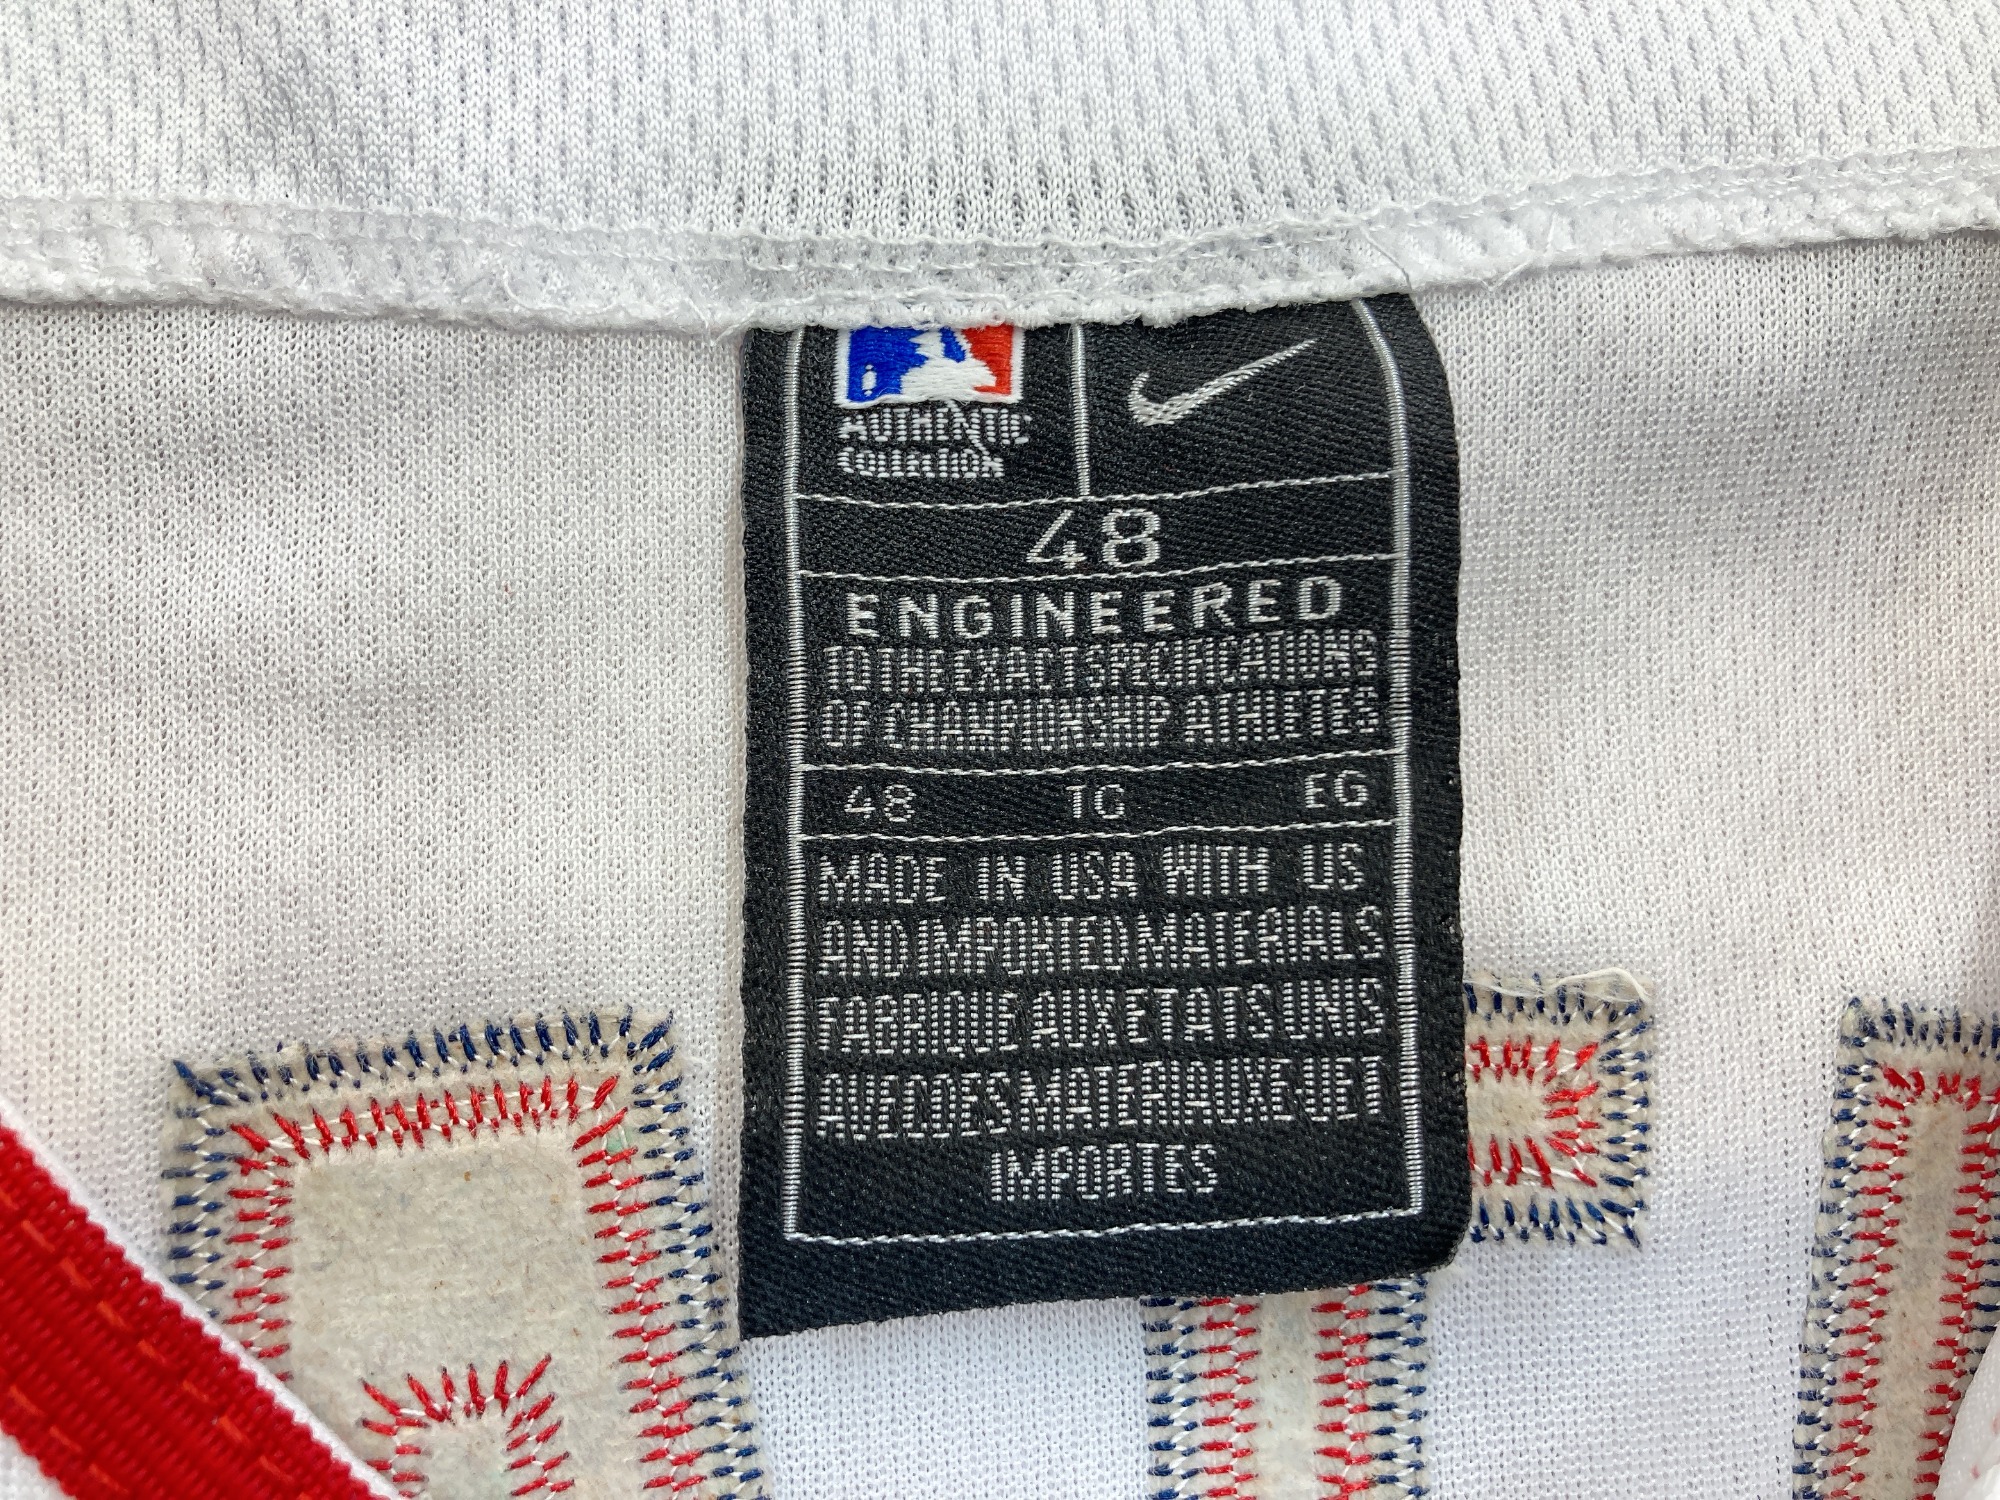 AUTHENTIC
COLLECTION
48
ENGINEERED
TO THE EXACT SPECIFICATIONS
OF CHAMPIONSHIP ATHLETES
48 TG EG
MADE IN USA WITH US
AND IMPORTED MATERIALS
FABRIQUE AUX ETATS UNIS
AVEC DES MATERIAUX E U ET
IMPORTES